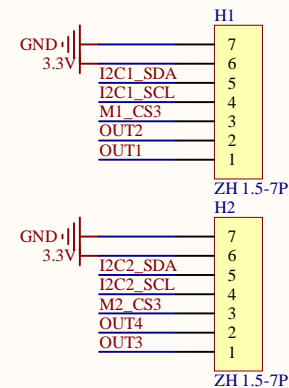 H1
GND 7
3.3V 6
I2C1_SDA 5
I2C1_SCL 4
M1_CS3 3
OUT2 2
OUT1 1
ZH 1.5-7P
H2
GND 7
3.3V 6
I2C2_SDA 5
I2C2_SCL 4
M2_CS3 3
OUT4 2
OUT3 1
ZH 1.5-7P